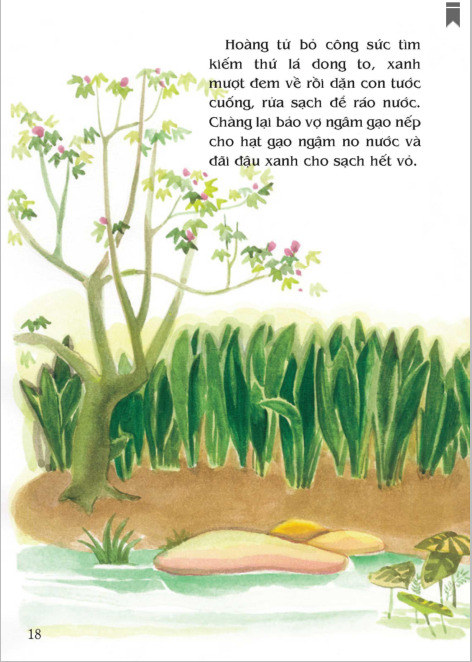 Hoàng tử bỏ công sức tìm
kiếm thứ lá dong to, xanh
mượt đem về rồi dặn con tước
cuống, rửa sạch để ráo nước.
Chàng lại bảo vợ ngâm gạo nếp
cho hạt gạo ngậm no nước và
đãi đậu xanh cho sạch hết vỏ.
18